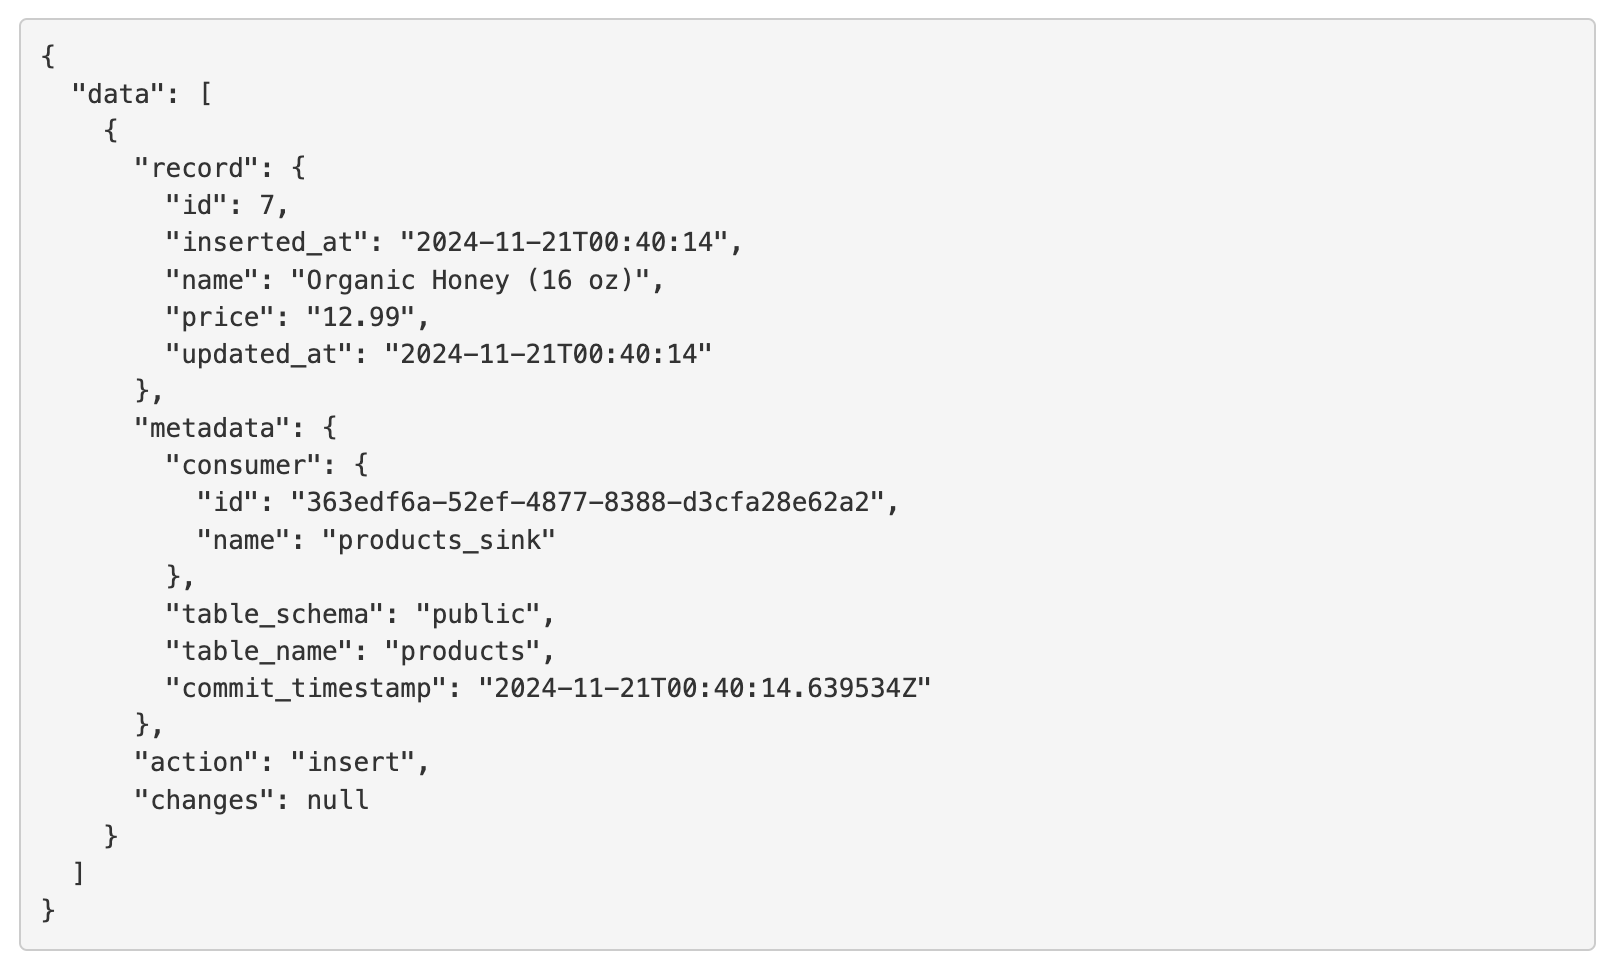 {
  "data": [
    {
      "record": {
        "id": 7,
        "inserted_at": "2024-11-21T00:40:14",
        "name": "Organic Honey (16 oz)",
        "price": "12.99",
        "updated_at": "2024-11-21T00:40:14"
      },
      "metadata": {
        "consumer": {
          "id": "363edf6a-52ef-4877-8388-d3cfa28e62a2",
          "name": "products_sink"
        },
        "table_schema": "public",
        "table_name": "products",
        "commit_timestamp": "2024-11-21T00:40:14.639534Z"
      },
      "action": "insert",
      "changes": null
    }
  ]
}